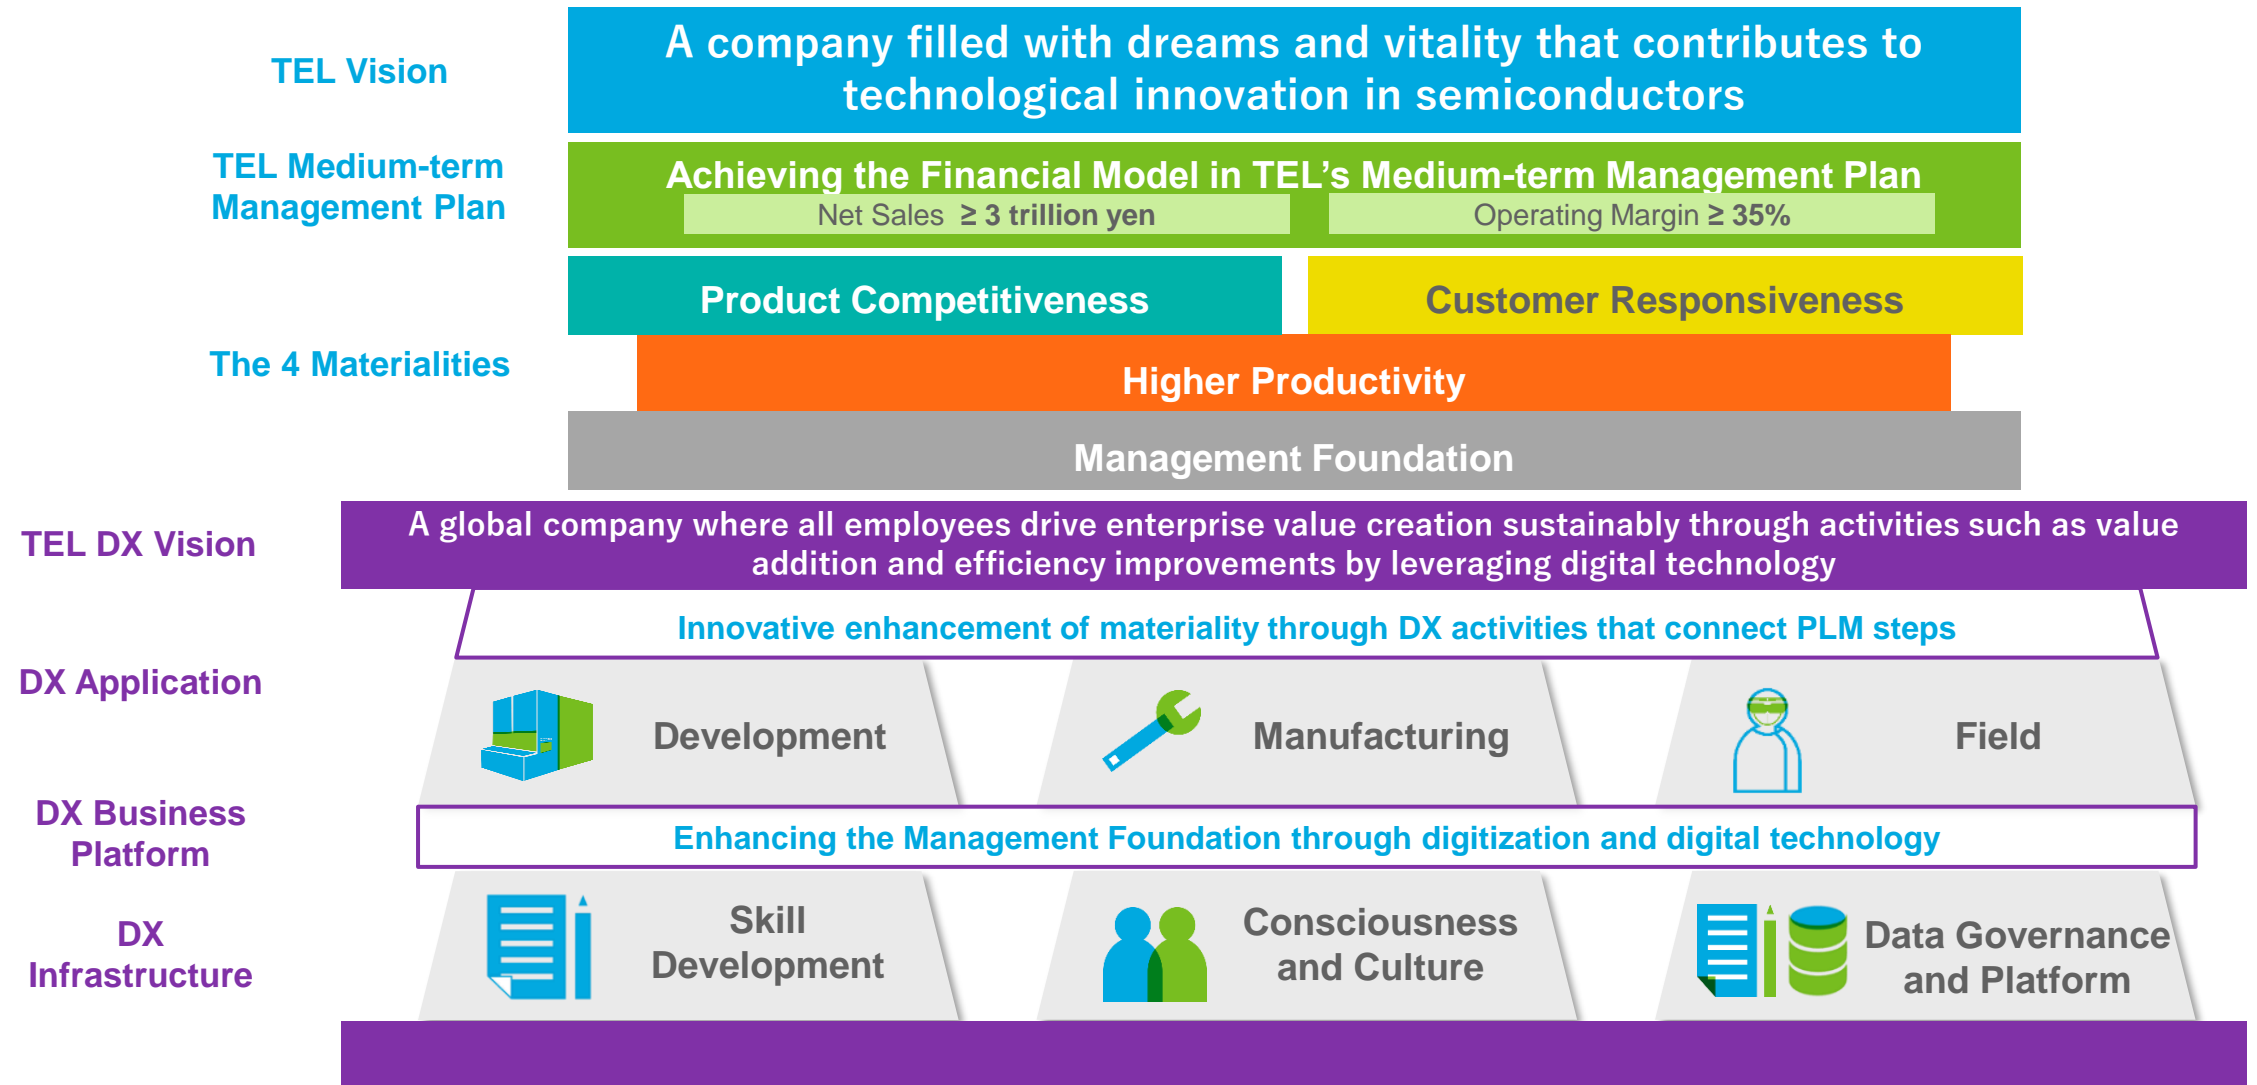 TEL Vision
A company filled with dreams and vitality that contributes to
technological innovation in semiconductors
TEL Medium-term
Management Plan
Achieving the Financial Model in TEL’s Medium-term Management Plan
Net Sales ≥ 3 trillion yen
Operating Margin ≥ 35%
The 4 Materialities
Product Competitiveness
Customer Responsiveness
Higher Productivity
Management Foundation
TEL DX Vision
A global company where all employees drive enterprise value creation sustainably through activities such as value
addition and efficiency improvements by leveraging digital technology
DX Application
Innovative enhancement of materiality through DX activities that connect PLM steps
Development
Manufacturing
Field
DX Business
Platform
Enhancing the Management Foundation through digitization and digital technology
DX
Infrastructure
Skill
Development
Consciousness
and Culture
Data Governance
and Platform